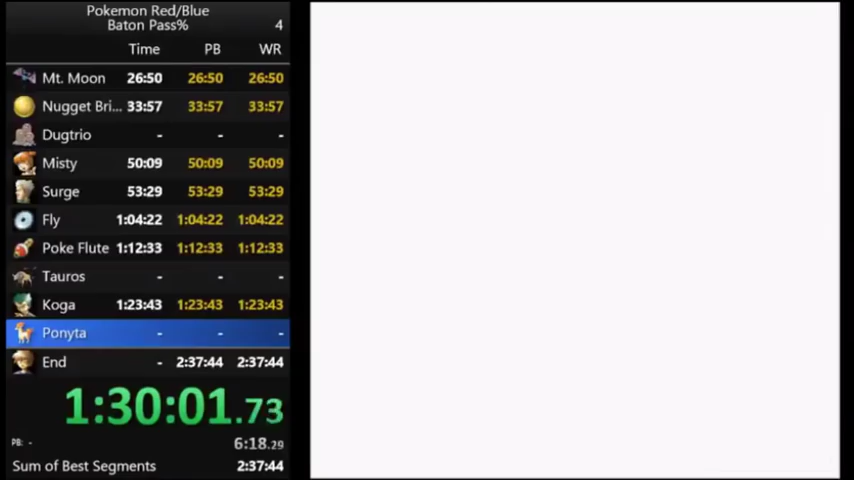 Pokemon Red/Blue
Baton Pass% 4
Time PB WR
Mt. Moon 26:50 26:50 26:50
Nugget Bri... 33:57 33:57 33:57
Dugtrio - - -
Misty 50:09 50:09 50:09
Surge 53:29 53:29 53:29
Fly 1:04:22 1:04:22 1:04:22
Poke Flute 1:12:33 1:12:33 1:12:33
Tauros - - -
Koga 1:23:43 1:23:43 1:23:43
Ponyta - - -
End - 2:37:44 2:37:44
1:30:01.73
PB: - 6:18.29
Sum of Best Segments 2:37:44